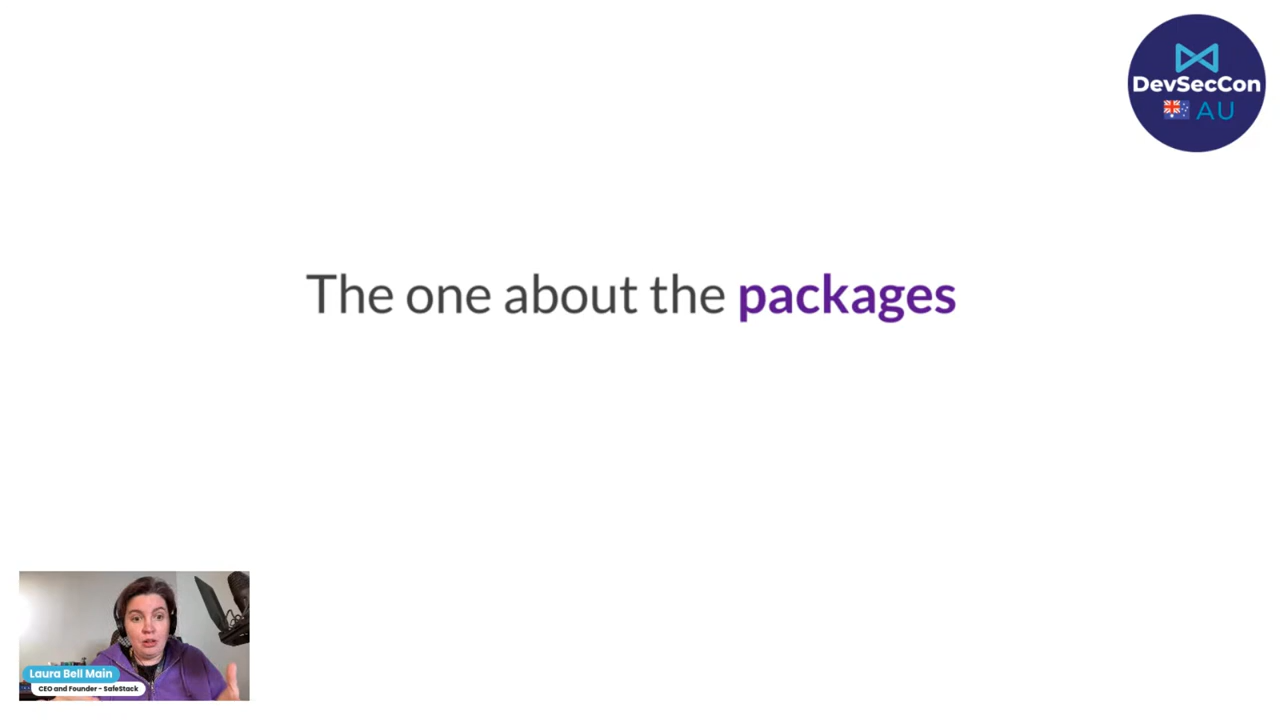 DevSecCon
AU
The one about the packages
Laura Bell Main
CEO and Founder - SafeStack